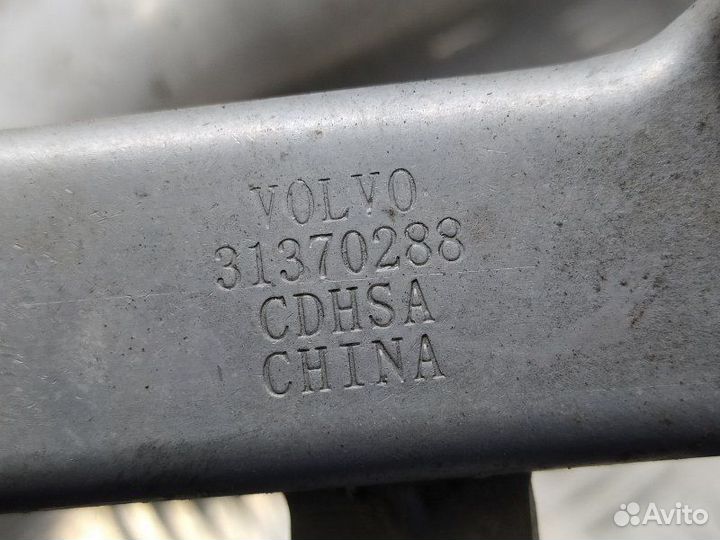 VOLVO
31370288
CDHSA
CHINA
Avito